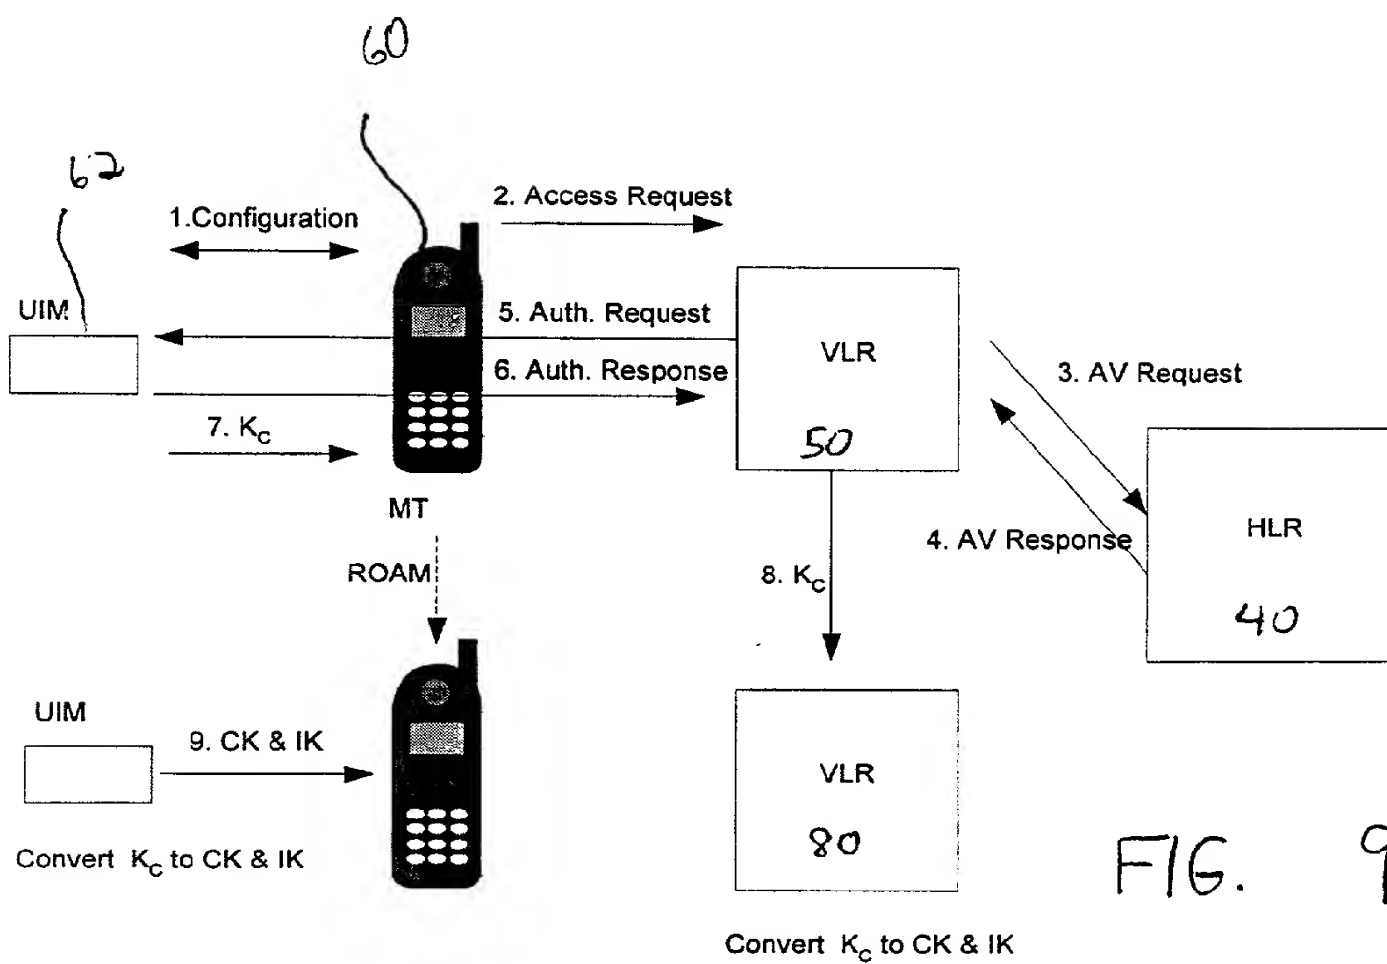 60
62
2. Access Request
1.Configuration
UIM
5. Auth. Request
VLR
6. Auth. Response
3. AV Request
7. Kc
50
MT
4. AV Response
HLR
ROAM
8. Kc
40
UIM
9. CK & IK
VLR
80
Convert Kc to CK & IK
FIG. 9
Convert Kc to CK & IK